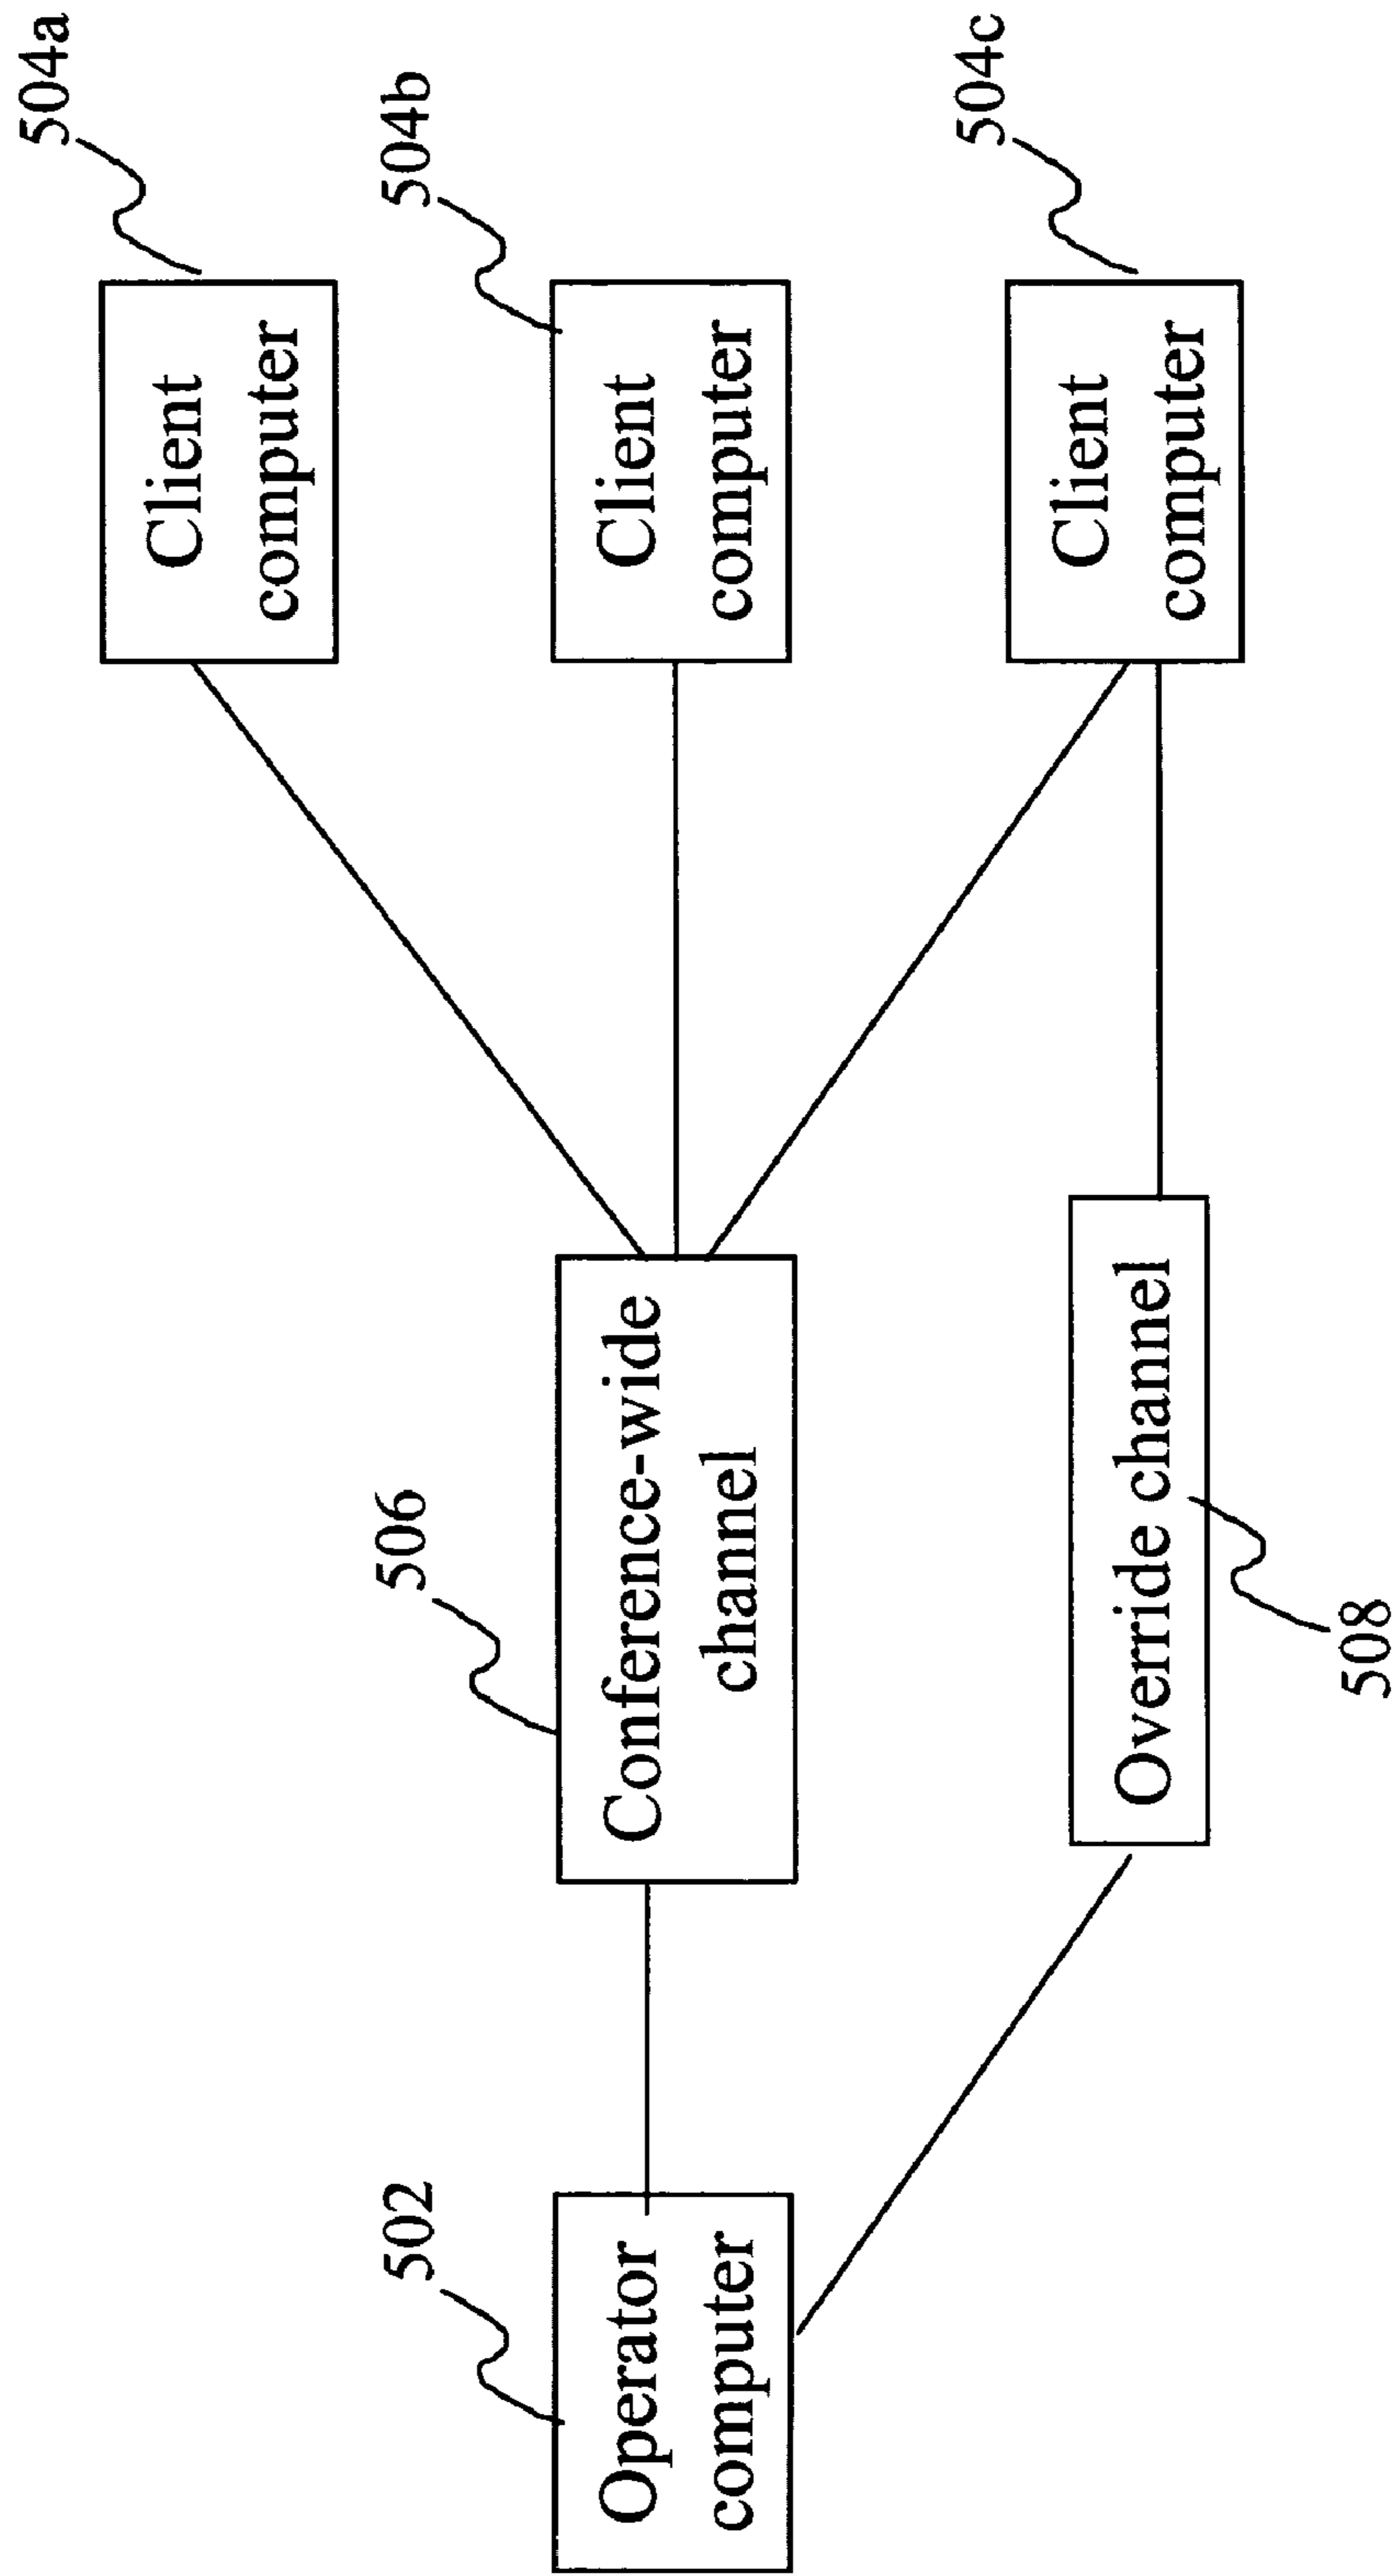 504a
Client
computer
504b
Client
computer
504c
Client
computer
506
Conference-wide
channel
Override channel
508
502
Operator
computer